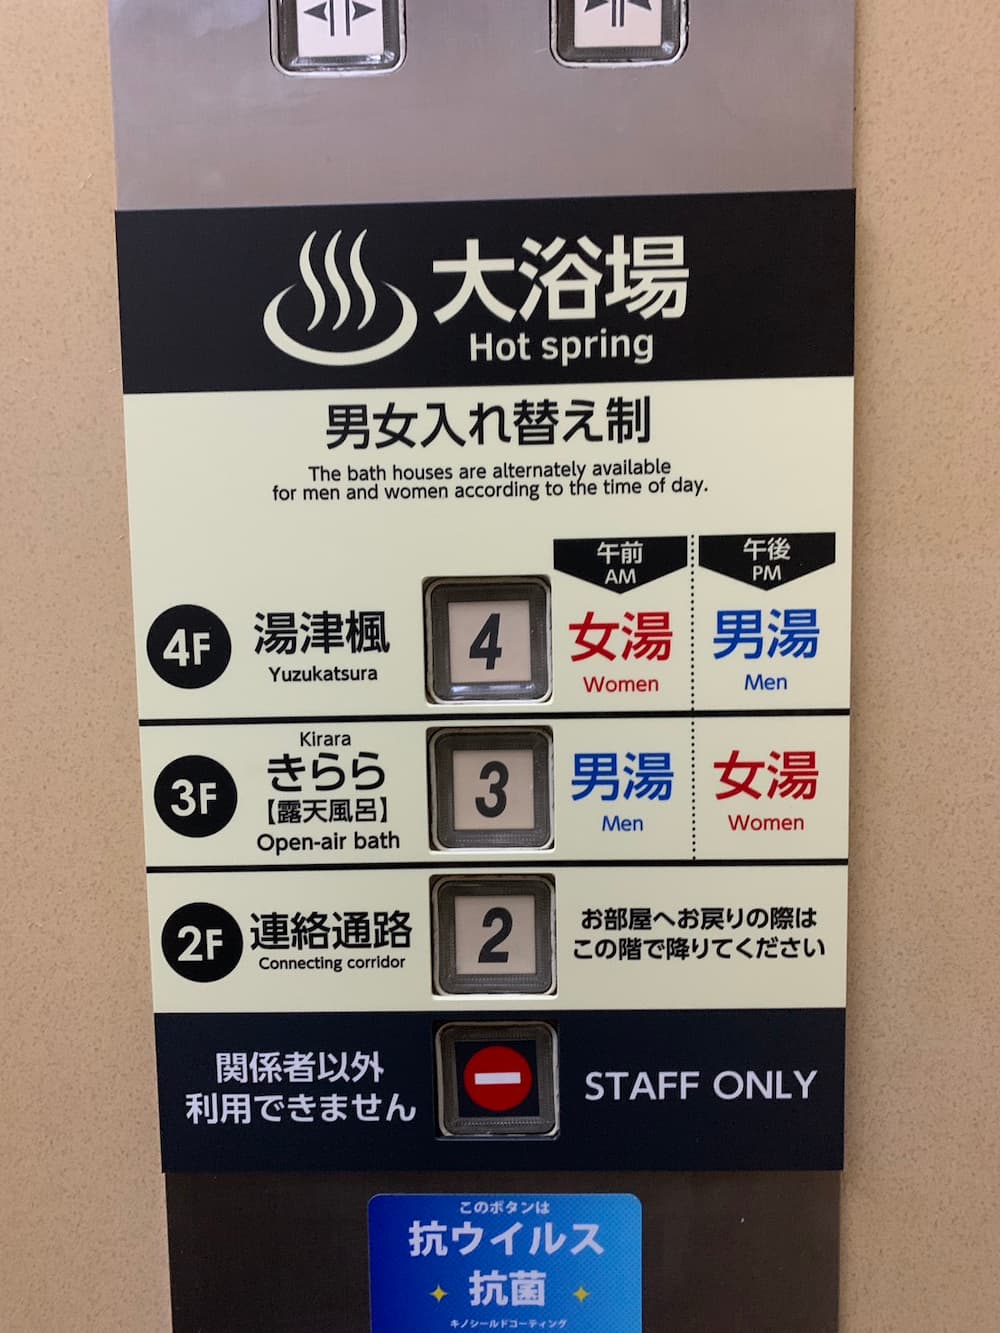 大浴場
Hot spring
男女入れ替え制
The bath houses are alternately available
for men and women according to the time of day.
午前
AM
午後
PM
4F
湯津楓
Yuzukatsura
4
女湯
Women
男湯
Men
3F
Kirara
きらら
【露天風呂】
Open-air bath
3
男湯
Men
女湯
Women
2F
連絡通路
Connecting corridor
2
お部屋へお戻りの際は
この階で降りてください
関係者以外
利用できません
STAFF ONLY
このボタンは
抗ウイルス
抗菌
キノシールドコーティング